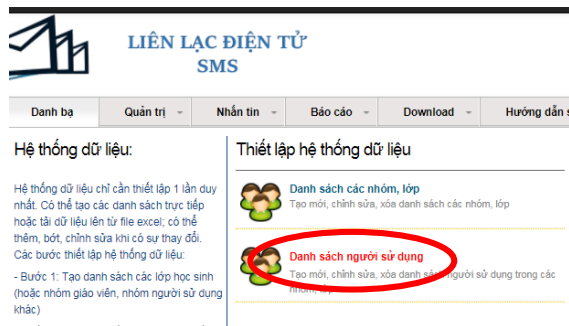 LIÊN LẠC ĐIỆN TỬ
SMS
Danh bạ Quản trị Nhắn tin Báo cáo Download Hướng dẫn
Hệ thống dữ liệu:
Hệ thống dữ liệu chỉ cần thiết lập 1 lần duy
nhất. Có thể tạo các danh sách trực tiếp
hoặc tải dữ liệu lên từ file excel; có thể
thêm, bớt, chỉnh sửa khi có sự thay đổi.
Các bước thiết lập hệ thống dữ liệu:
- Bước 1: Tạo danh sách các lớp học sinh
(hoặc nhóm giáo viên, nhóm người sử dụng
khác)
Thiết lập hệ thống dữ liệu
Danh sách các nhóm, lớp
Tạo mới, chỉnh sửa, xóa danh sách các nhóm, lớp
Danh sách người sử dụng
Tạo mới, chỉnh sửa, xóa danh sách người sử dụng trong các
nhóm, lớp